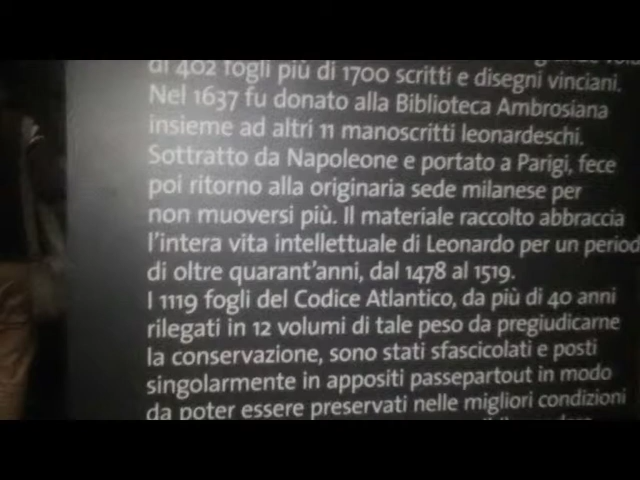 di 402 fogli più di 1700 scritti e disegni vinciani.
Nel 1637 fu donato alla Biblioteca Ambrosiana
insieme ad altri 11 manoscritti leonardeschi.
Sottratto da Napoleone e portato a Parigi, fece
poi ritorno alla originaria sede milanese per
non muoversi più. Il materiale raccolto abbraccia
l'intera vita intellettuale di Leonardo per un period
di oltre quarant'anni, dal 1478 al 1519.
I 1119 fogli del Codice Atlantico, da più di 40 anni
rilegati in 12 volumi di tale peso da pregiudicarne
la conservazione, sono stati sfascicolati e posti
singolarmente in appositi passepartout in modo
da poter essere preservati nelle migliori condizioni